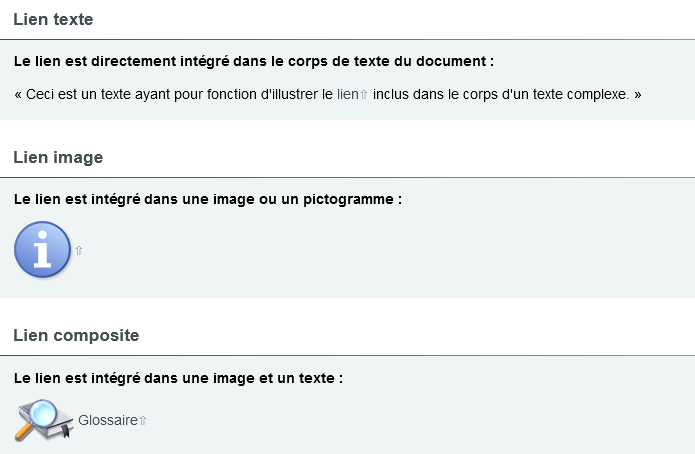 Lien texte
Le lien est directement intégré dans le corps de texte du document :
« Ceci est un texte ayant pour fonction d'illustrer le lien⇧ inclus dans le corps d'un texte complexe. »
Lien image
Le lien est intégré dans une image ou un pictogramme :
i ⇧
Lien composite
Le lien est intégré dans une image et un texte :
Glossaire⇧